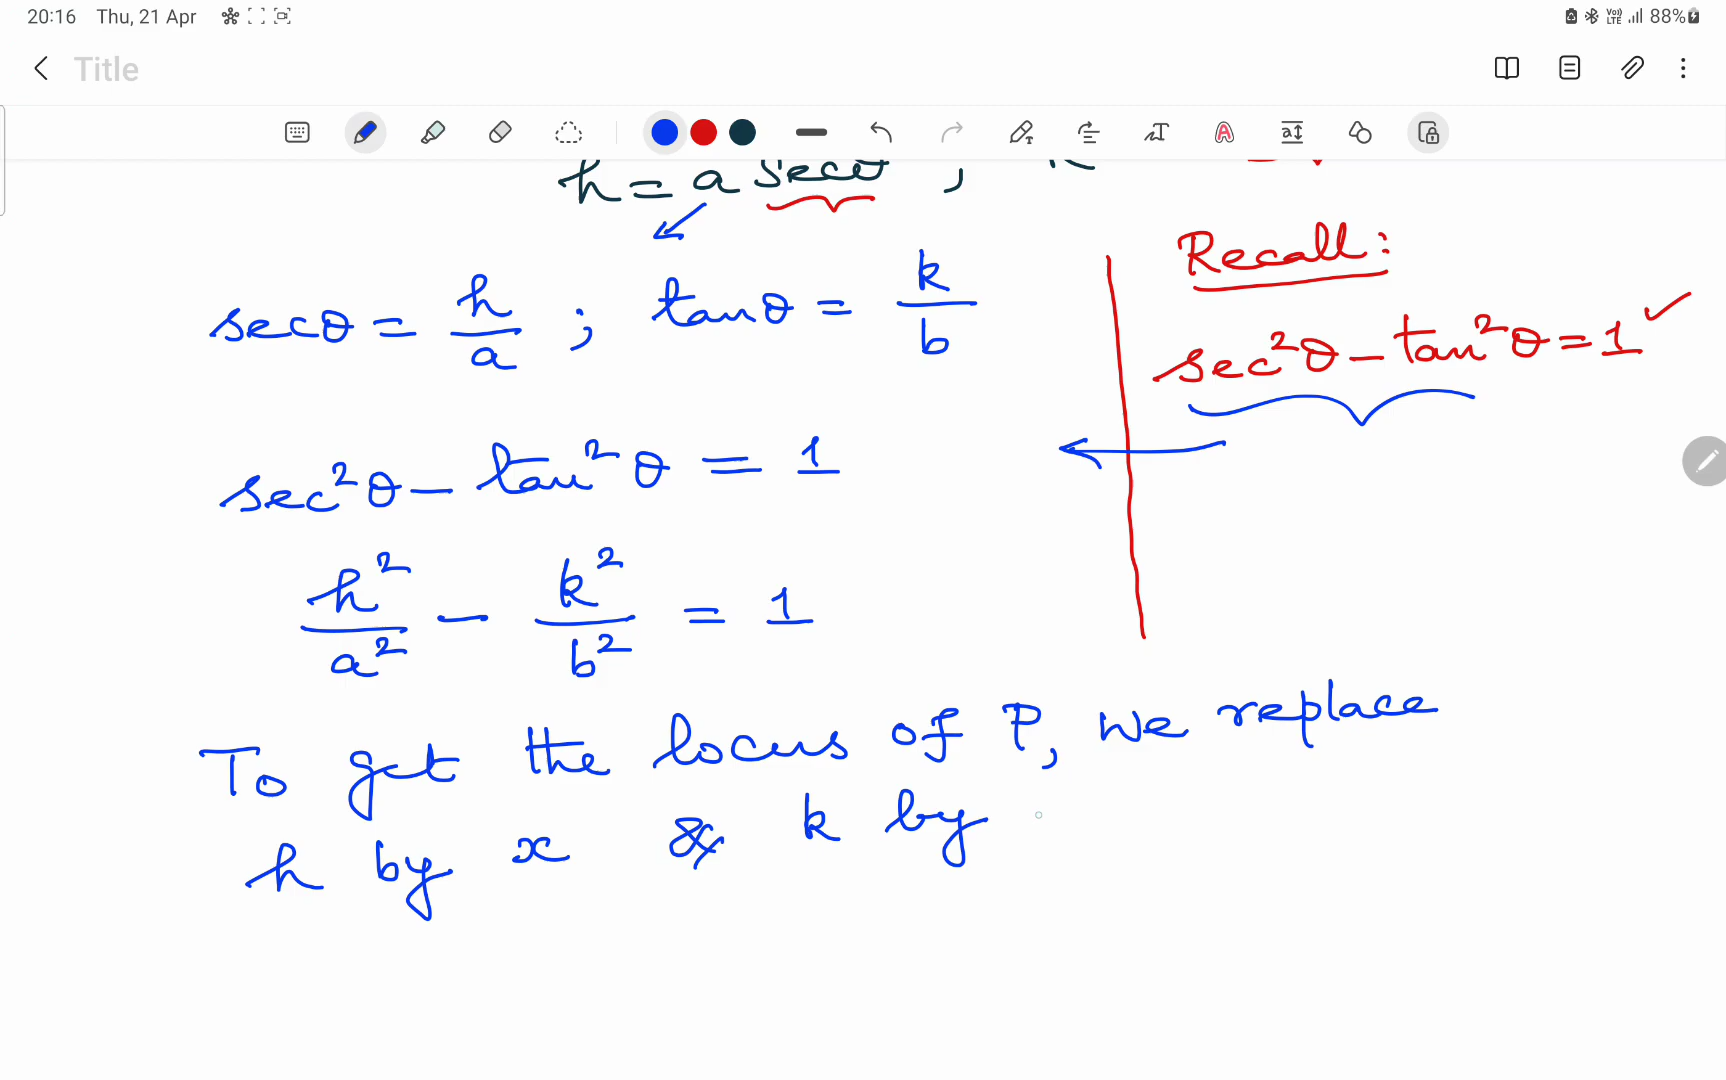 20:16 Thu, 21 Apr 88%
Title
h = a secθ ,
secθ = h/a ; tanθ = k/b
Recall:
sec²θ - tan²θ = 1 ✓
sec²θ - tan²θ = 1
h²/a² - k²/b² = 1
To get the locus of P, we replace
h by x & k by